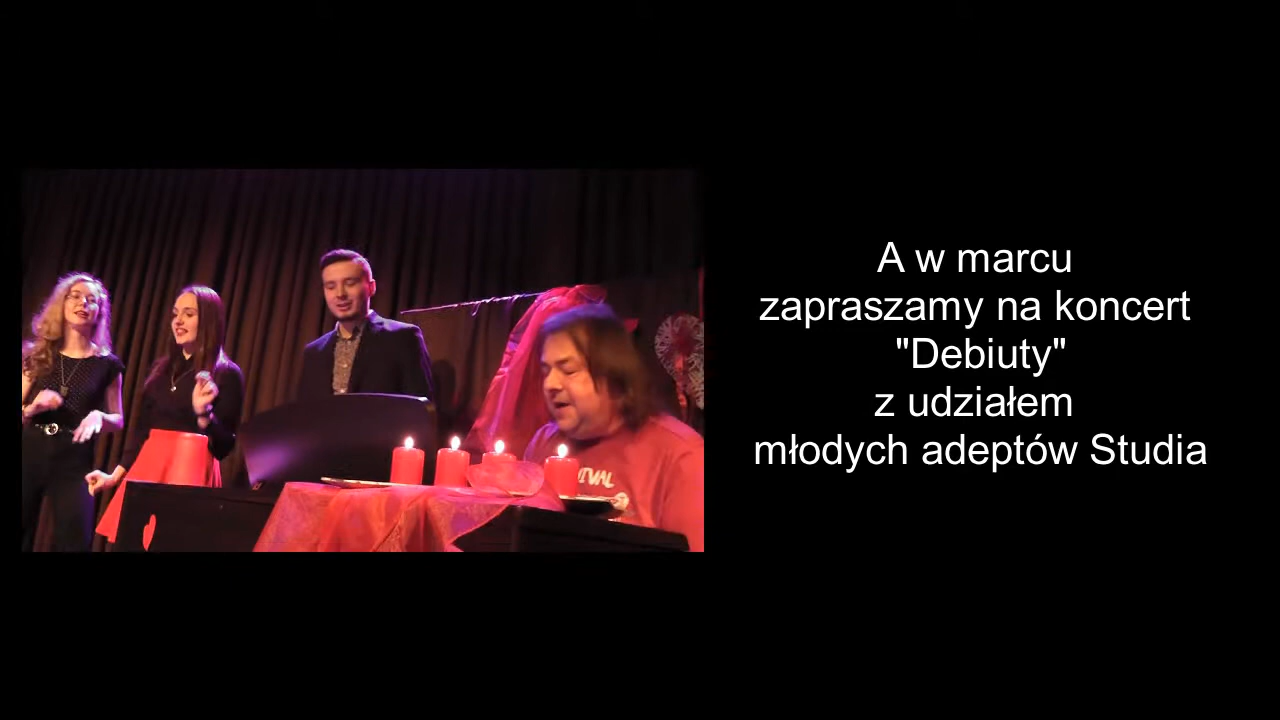 A w marcu
zapraszamy na koncert
"Debiuty"
z udziałem
młodych adeptów Studia